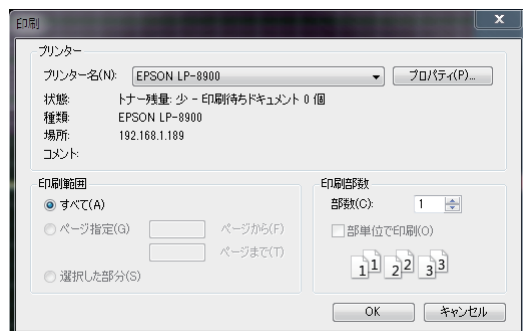 印刷
プリンター
プリンター名(N): EPSON LP-8900 プロパティ(P)...
状態: トナー残量: 少 - 印刷待ちドキュメント 0 個
種類: EPSON LP-8900
場所: 192.168.1.189
コメント:
印刷範囲
すべて(A)
ページ指定(G) ページから(F)
ページまで(T)
選択した部分(S)
印刷部数
部数(C): 1
部単位で印刷(O)
1 1 2 2 3 3
OK キャンセル